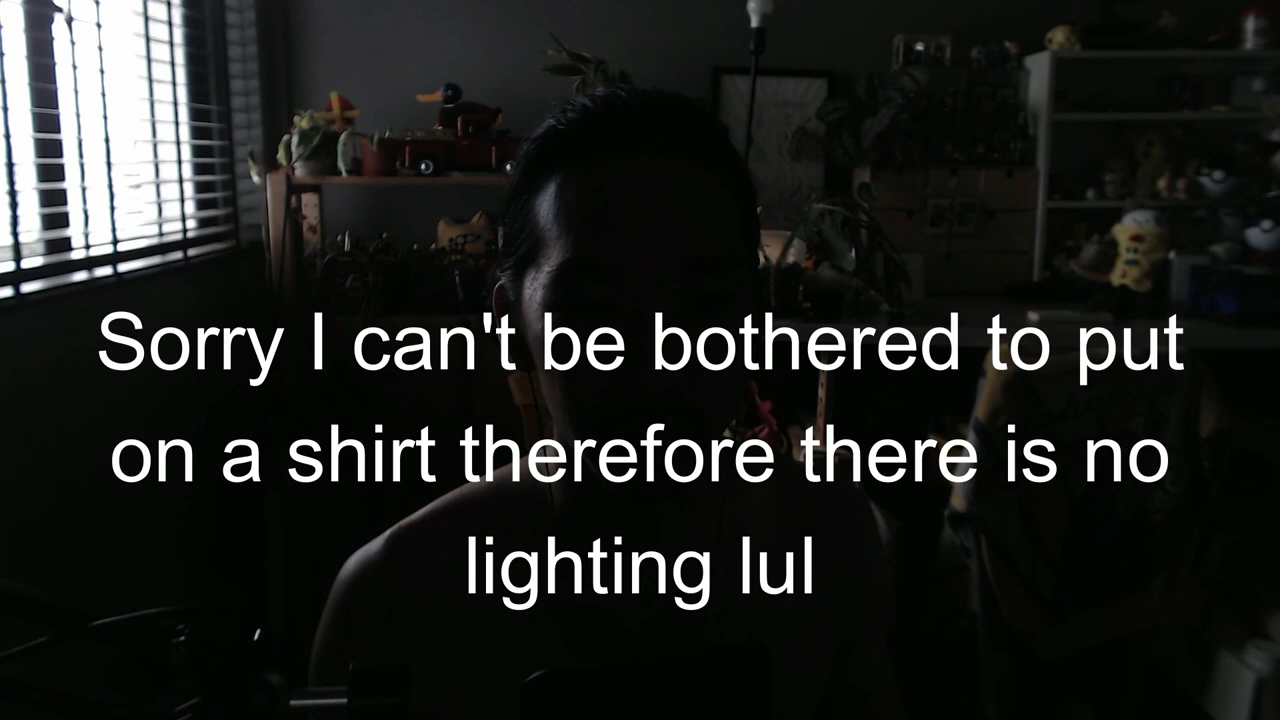 Sorry I can't be bothered to put
on a shirt therefore there is no
lighting lul